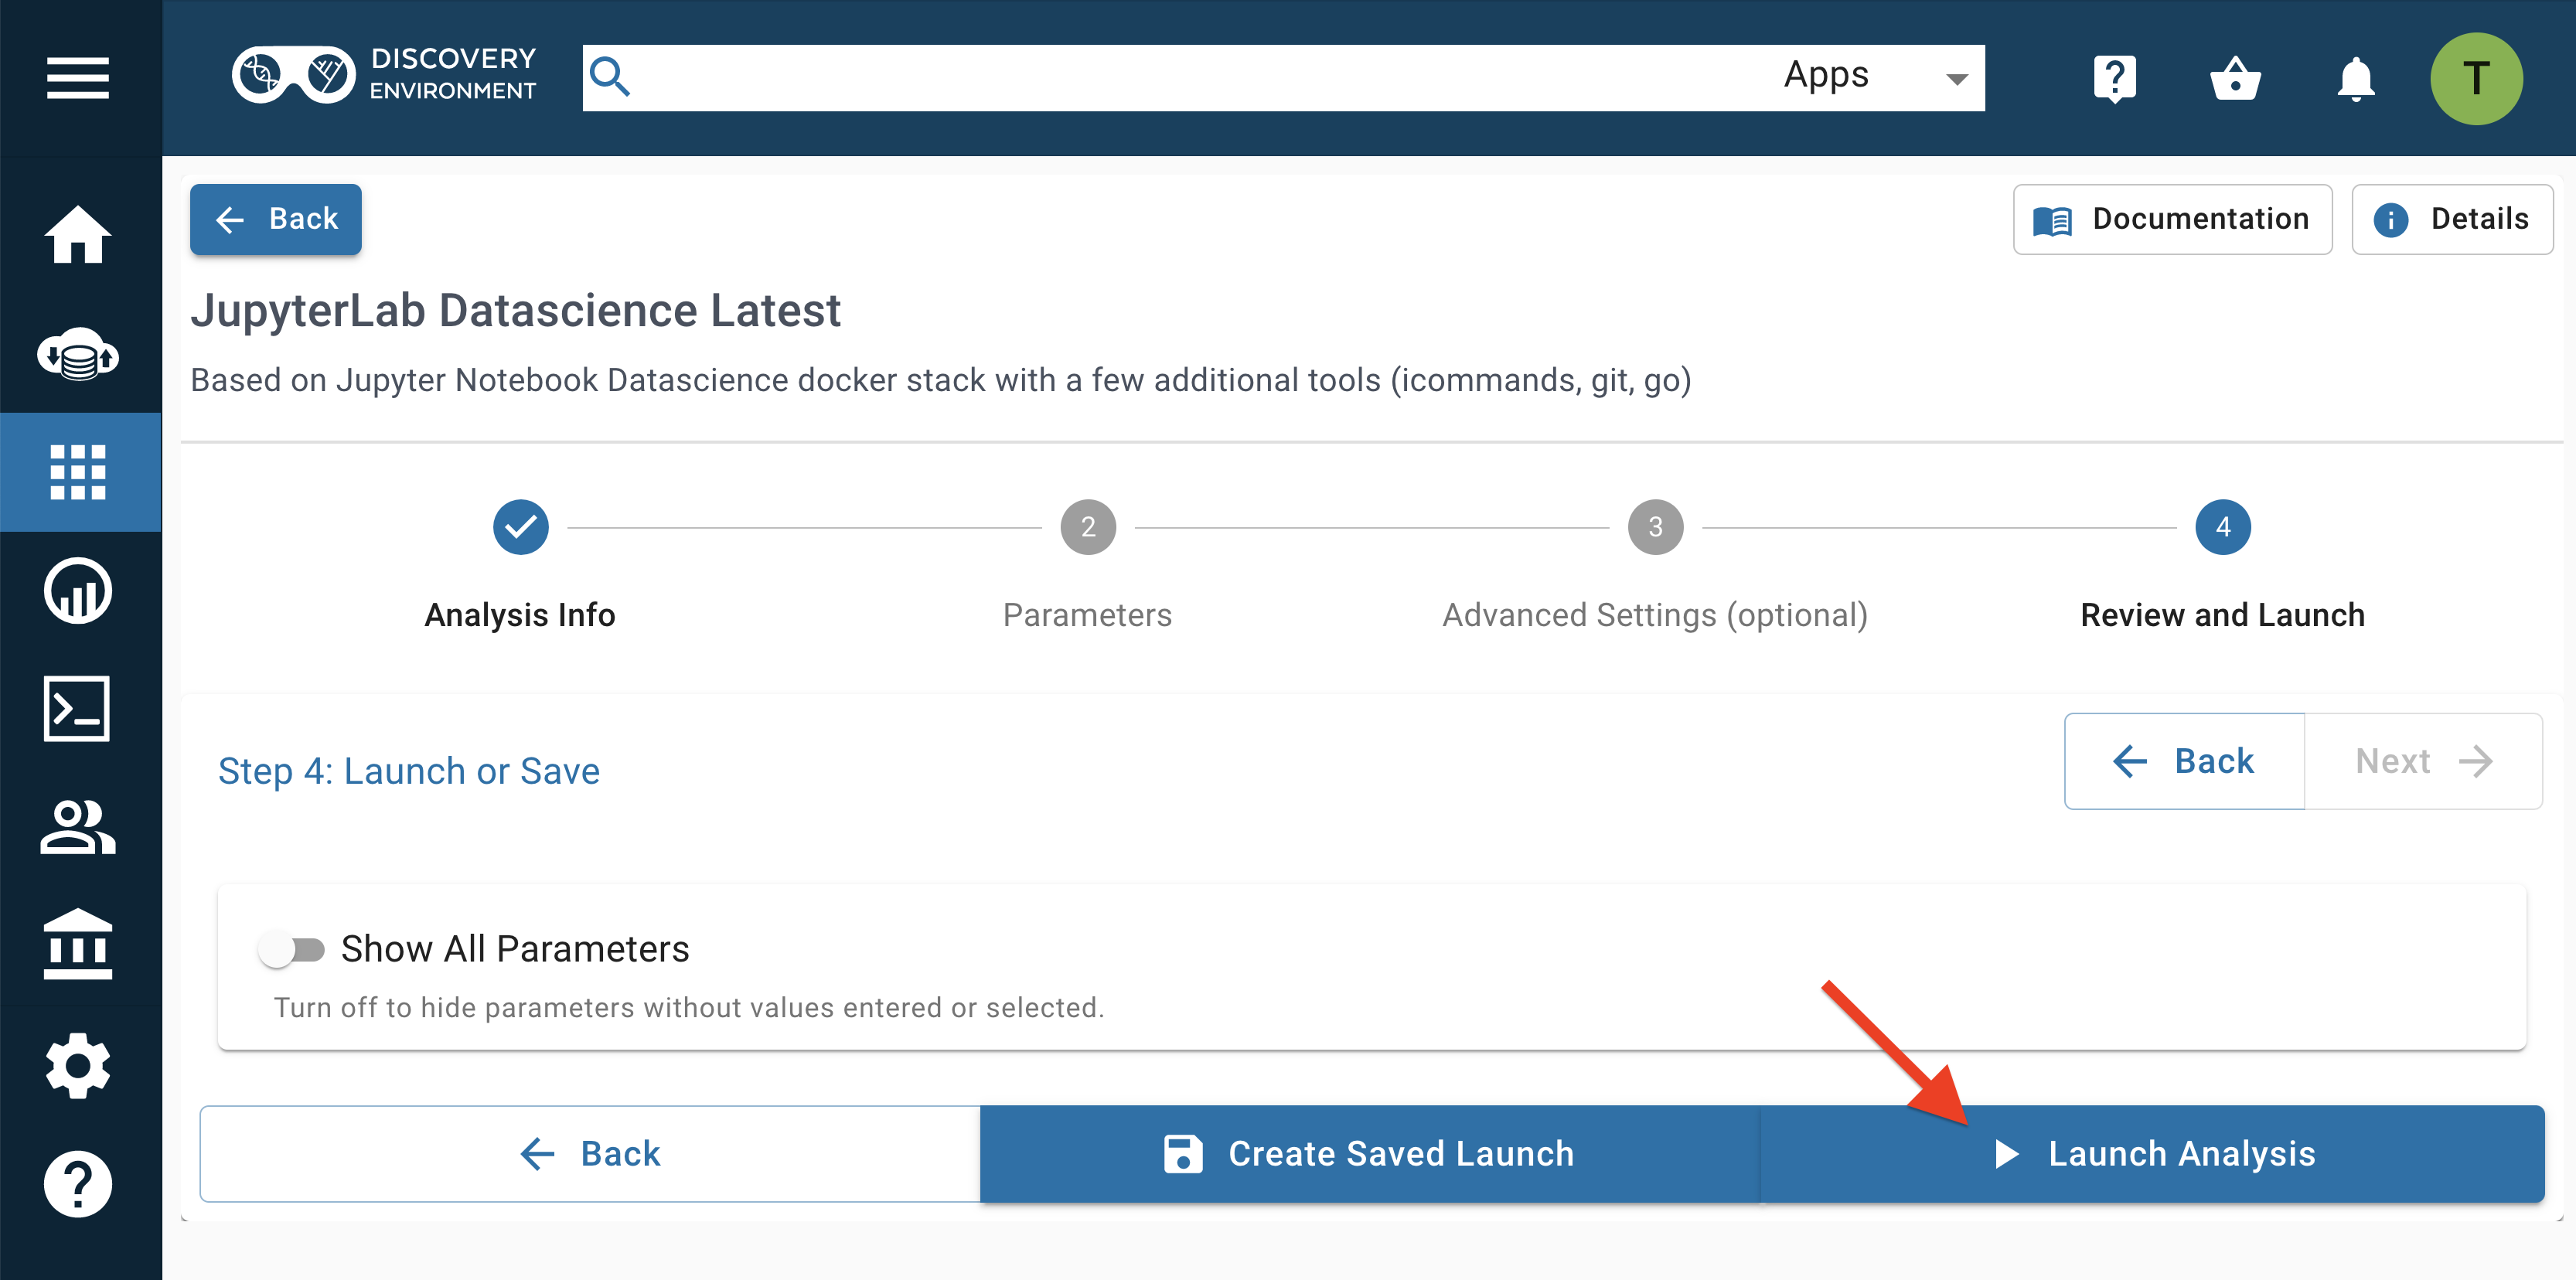 DISCOVERY
ENVIRONMENT
Apps
T
Back
Documentation
Details
JupyterLab Datascience Latest
Based on Jupyter Notebook Datascience docker stack with a few additional tools (icommands, git, go)
2
3
4
Analysis Info
Parameters
Advanced Settings (optional)
Review and Launch
Step 4: Launch or Save
Back
Next
Show All Parameters
Turn off to hide parameters without values entered or selected.
Back
Create Saved Launch
Launch Analysis